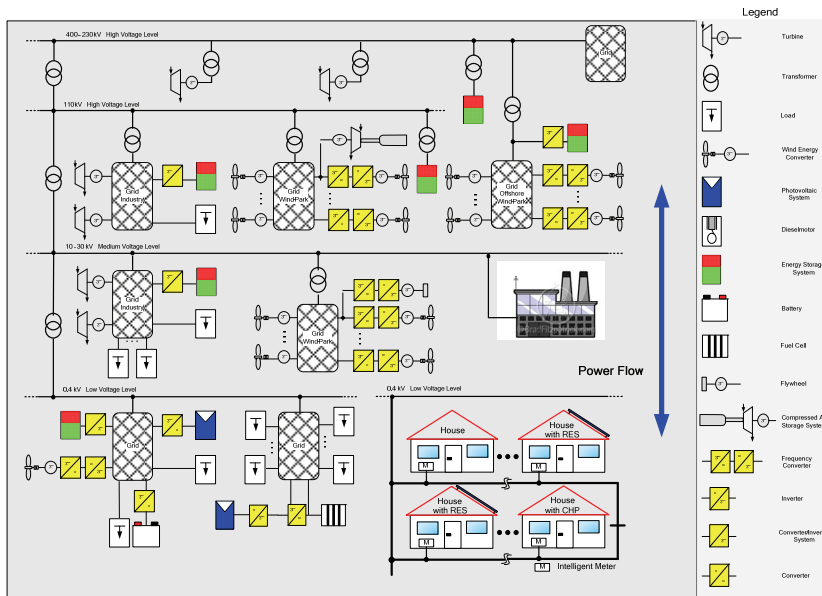 Legend
400~230kV High Voltage Level
Grid
Turbine
Transformer
110kV High Voltage Level
Load
Grid
Industry
Grid
WindPark
Grid
Offshore
WindPark
Wind Energy
Converter
Photovoltaic
System
Dieselmotor
10-30 kV Medium Voltage Level
Energy Storag
System
Grid
Industry
Grid
WindPark
Battery
Fuel Cell
Power Flow
Flywheel
0,4 kV Low Voltage Level
0,4 kV Low Voltage Level
Compressed A
Storage Syste
Grid
Grid
House
House
with RES
M
M
Frequency
Converter
Inverter
House
with RES
House
with CHP
M
M
Converter/Inver
System
M Intelligent Meter
Converter